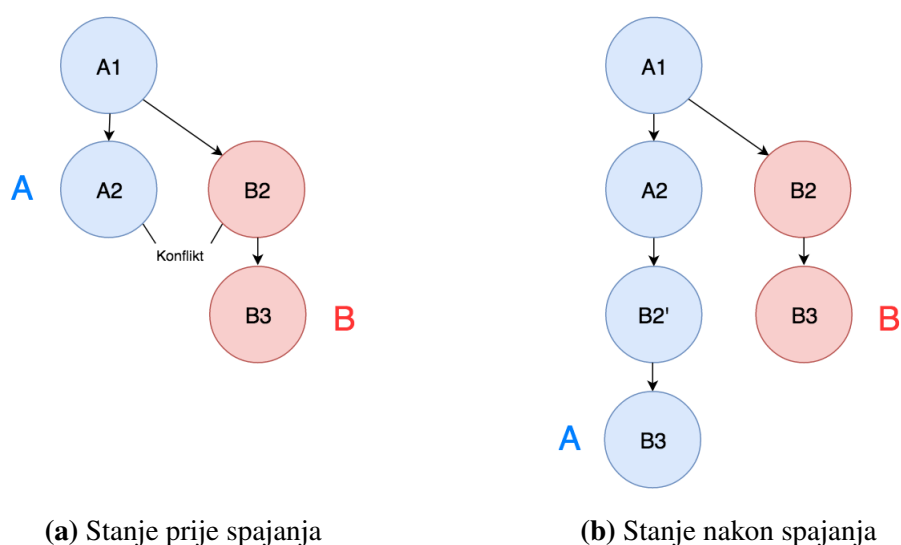 A1
A
A2
B2
Konflikt
B3
B
(a) Stanje prije spajanja
A1
A2
B2
B2'
B3
B
A
B3
(b) Stanje nakon spajanja